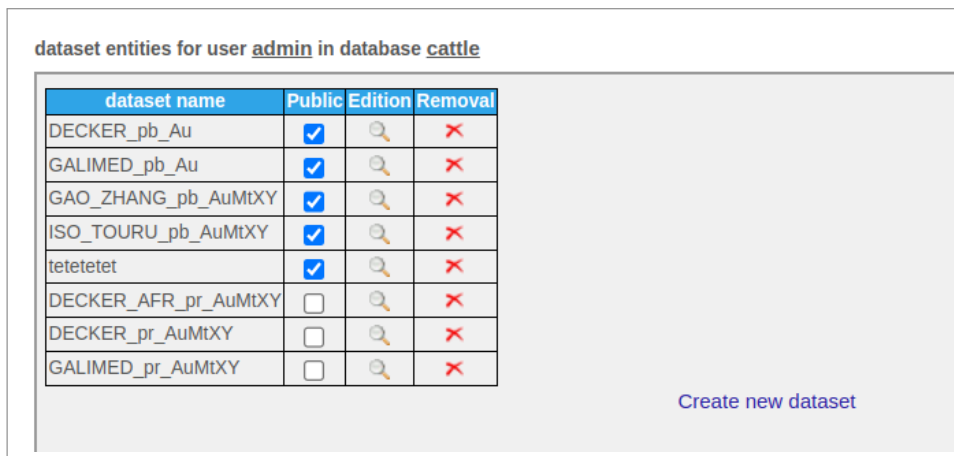 dataset entities for user admin in database cattle
dataset name Public Edition Removal
DECKER_pb_Au
GALIMED_pb_Au
GAO_ZHANG_pb_AuMtXY
ISO_TOURU_pb_AuMtXY
tetetetet
DECKER_AFR_pr_AuMtXY
DECKER_pr_AuMtXY
GALIMED_pr_AuMtXY
Create new dataset